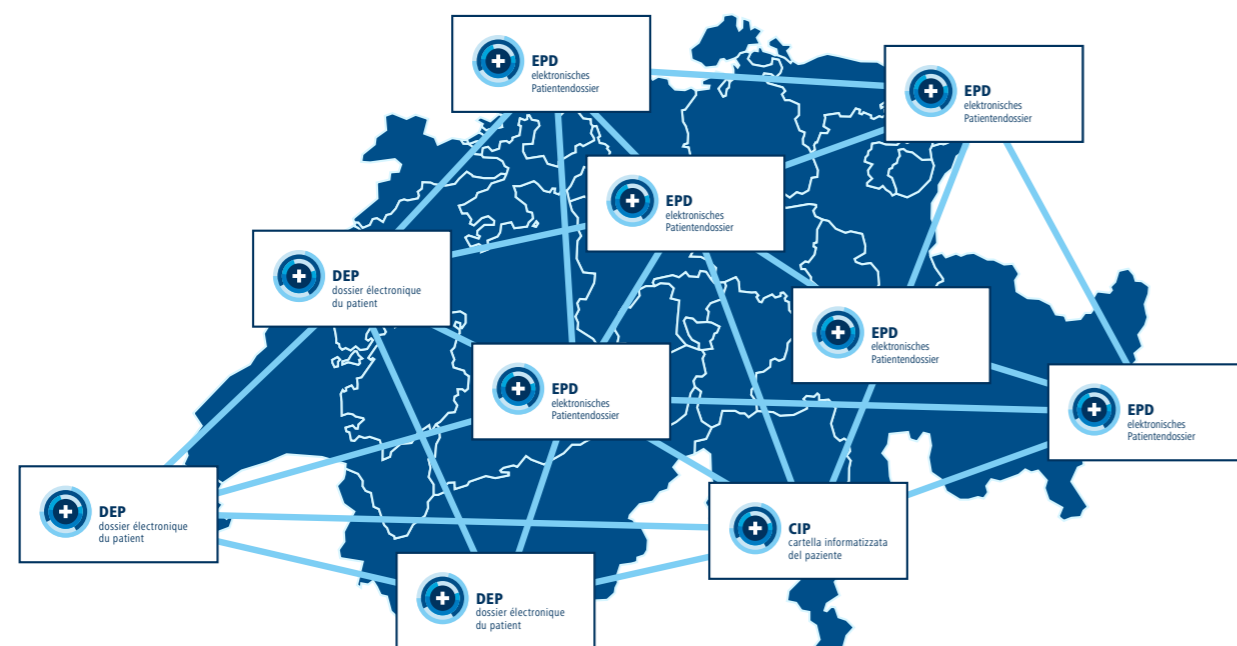 EPD
elektronisches
Patientendossier
EPD
elektronisches
Patientendossier
EPD
elektronisches
Patientendossier
DEP
dossier électronique
du patient
EPD
elektronisches
Patientendossier
EPD
elektronisches
Patientendossier
EPD
elektronisches
Patientendossier
DEP
dossier électronique
du patient
CIP
cartella informatizzata
del paziente
DEP
dossier électronique
du patient